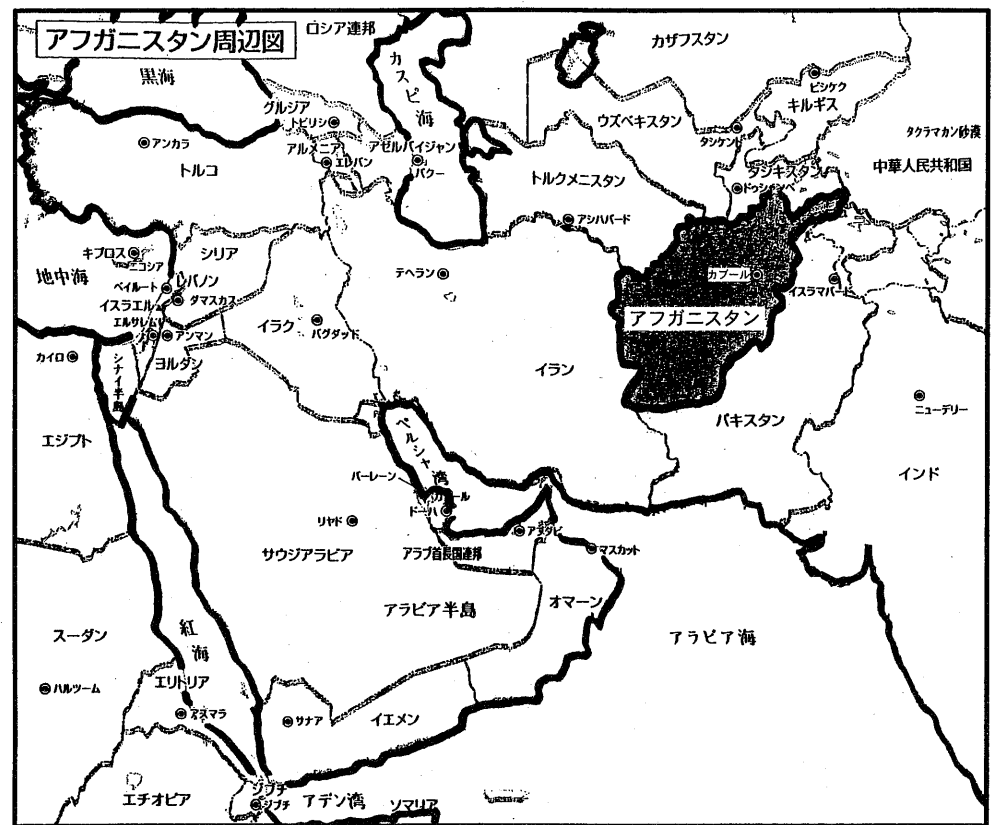 アフガニスタン周辺図
ロシア連邦
カザフスタン
カスピ海
黒海
ビシケク
キルギス
グルジア
トビリシ
ウズベキスタン
タシケント
タクラマカン砂漠
アンカラ
アルメニア
アゼルバイジャン
エレバン
バクー
トルコ
トルクメニスタン
タジキスタン
中華人民共和国
ドゥシャンベ
アシハバード
キプロス
ニコシア
シリア
地中海
テヘラン
カブール
イスラマバード
ベイルート
レバノン
ダマスカス
イスラエル
エルサレム
アンマン
イラク
バグダッド
アフガニスタン
カイロ
シナイ半島
ヨルダン
イラン
ニューデリー
エジプト
ペルシャ湾
パキスタン
バーレーン
インド
カタール
ドーハ
リヤド
アブダビ
サウジアラビア
アラブ首長国連邦
マスカット
アラビア半島
オマーン
スーダン
紅海
アラビア海
ハルツーム
エリトリア
アスマラ
サナア
イエメン
エチオピア
ジブチ
ジブチ
アデン湾
ソマリア